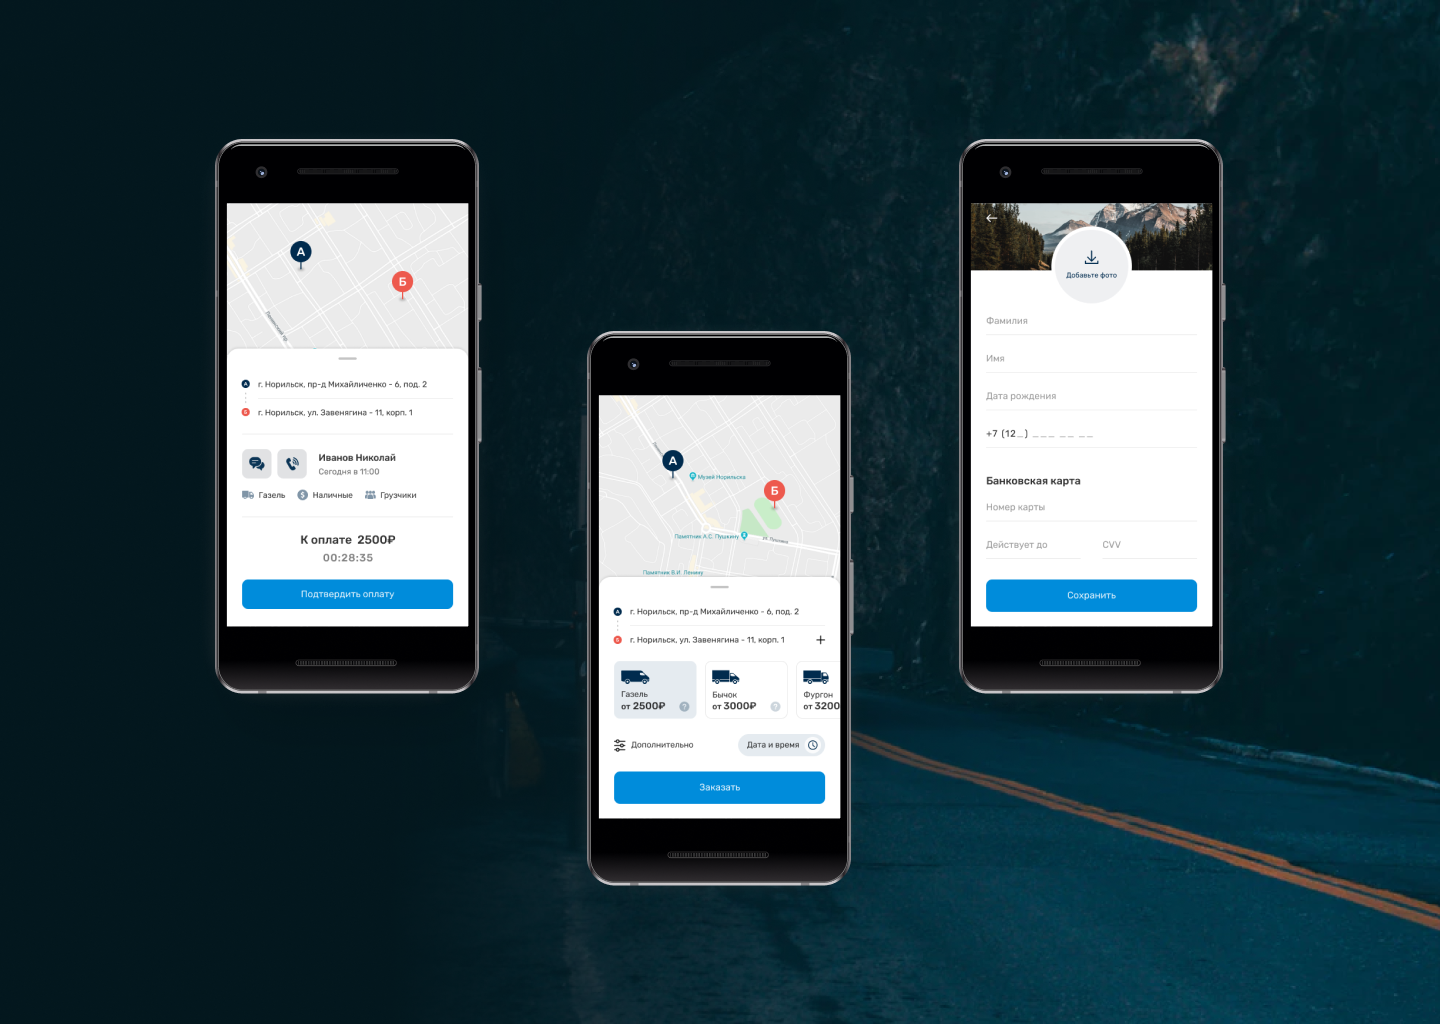 А
Б
Ленинский пр.
А г. Норильск, пр-д Михайличенко - 6, под. 2
Б г. Норильск, ул. Завенягина - 11, корп. 1
Иванов Николай
Сегодня в 11:00
Газель $ Наличные Грузчики
К оплате 2500₽
00:28:35
Подтвердить оплату
А
Музей Норильска
Б
Памятник А.С. Пушкину
Памятник В.И. Ленину
А г. Норильск, пр-д Михайличенко - 6, под. 2
Б г. Норильск, ул. Завенягина - 11, корп. 1 +
Газель Бычок Фургон
от 2500₽ ? от 3000₽ ? от 3200
Дополнительно Дата и время
Заказать
Добавьте фото
Фамилия
Имя
Дата рождения
+7 (12_) ___ __ __
Банковская карта
Номер карты
Действует до CVV
Сохранить